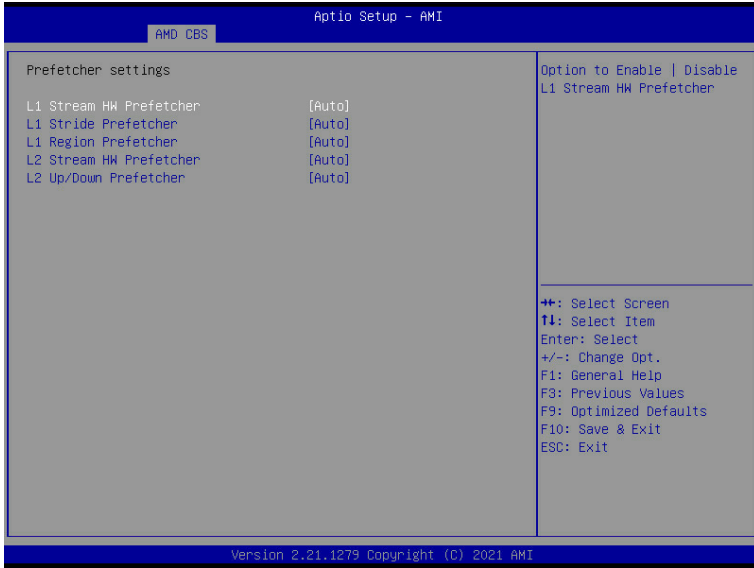 Aptio Setup – AMI
AMD CBS
Prefetcher settings
L1 Stream HW Prefetcher [Auto]
L1 Stride Prefetcher [Auto]
L1 Region Prefetcher [Auto]
L2 Stream HW Prefetcher [Auto]
L2 Up/Down Prefetcher [Auto]
Option to Enable | Disable
L1 Stream HW Prefetcher
→←: Select Screen
↑↓: Select Item
Enter: Select
+/-: Change Opt.
F1: General Help
F3: Previous Values
F9: Optimized Defaults
F10: Save & Exit
ESC: Exit
Version 2.21.1279 Copyright (C) 2021 AMI